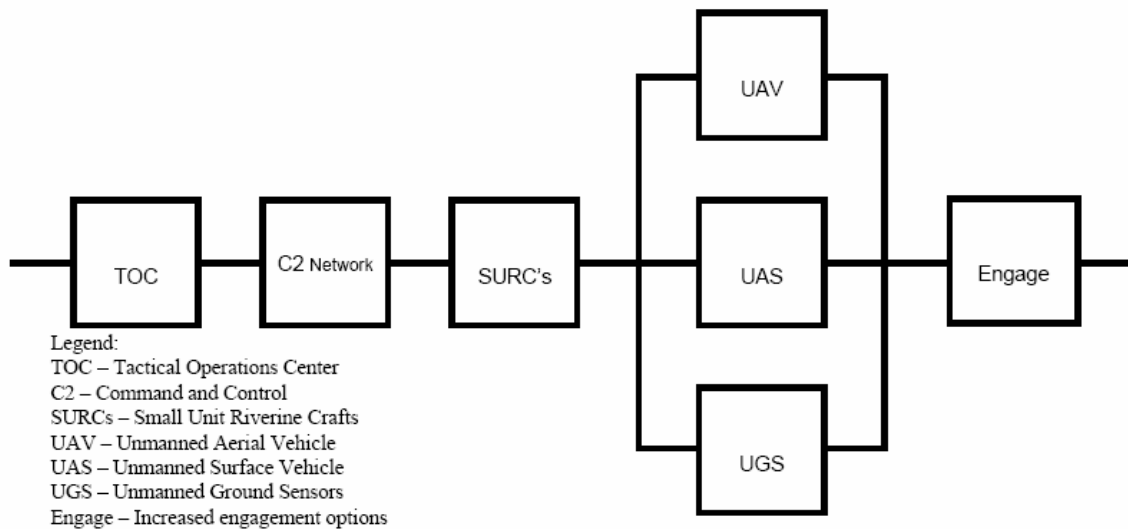 UAV
TOC
C2 Network
SURC's
UAS
Engage
UGS
Legend:
TOC – Tactical Operations Center
C2 – Command and Control
SURCs – Small Unit Riverine Crafts
UAV – Unmanned Aerial Vehicle
UAS – Unmanned Surface Vehicle
UGS – Unmanned Ground Sensors
Engage – Increased engagement options